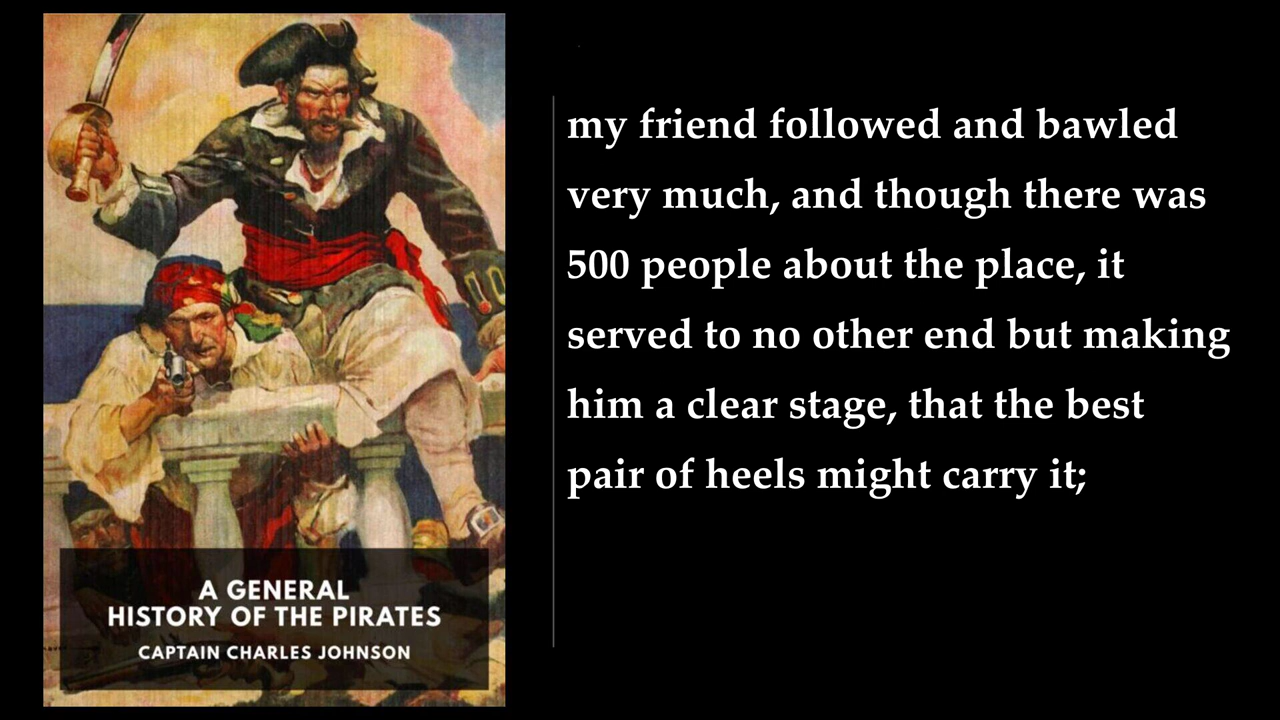 A GENERAL
HISTORY OF THE PIRATES
CAPTAIN CHARLES JOHNSON
my friend followed and bawled
very much, and though there was
500 people about the place, it
served to no other end but making
him a clear stage, that the best
pair of heels might carry it;